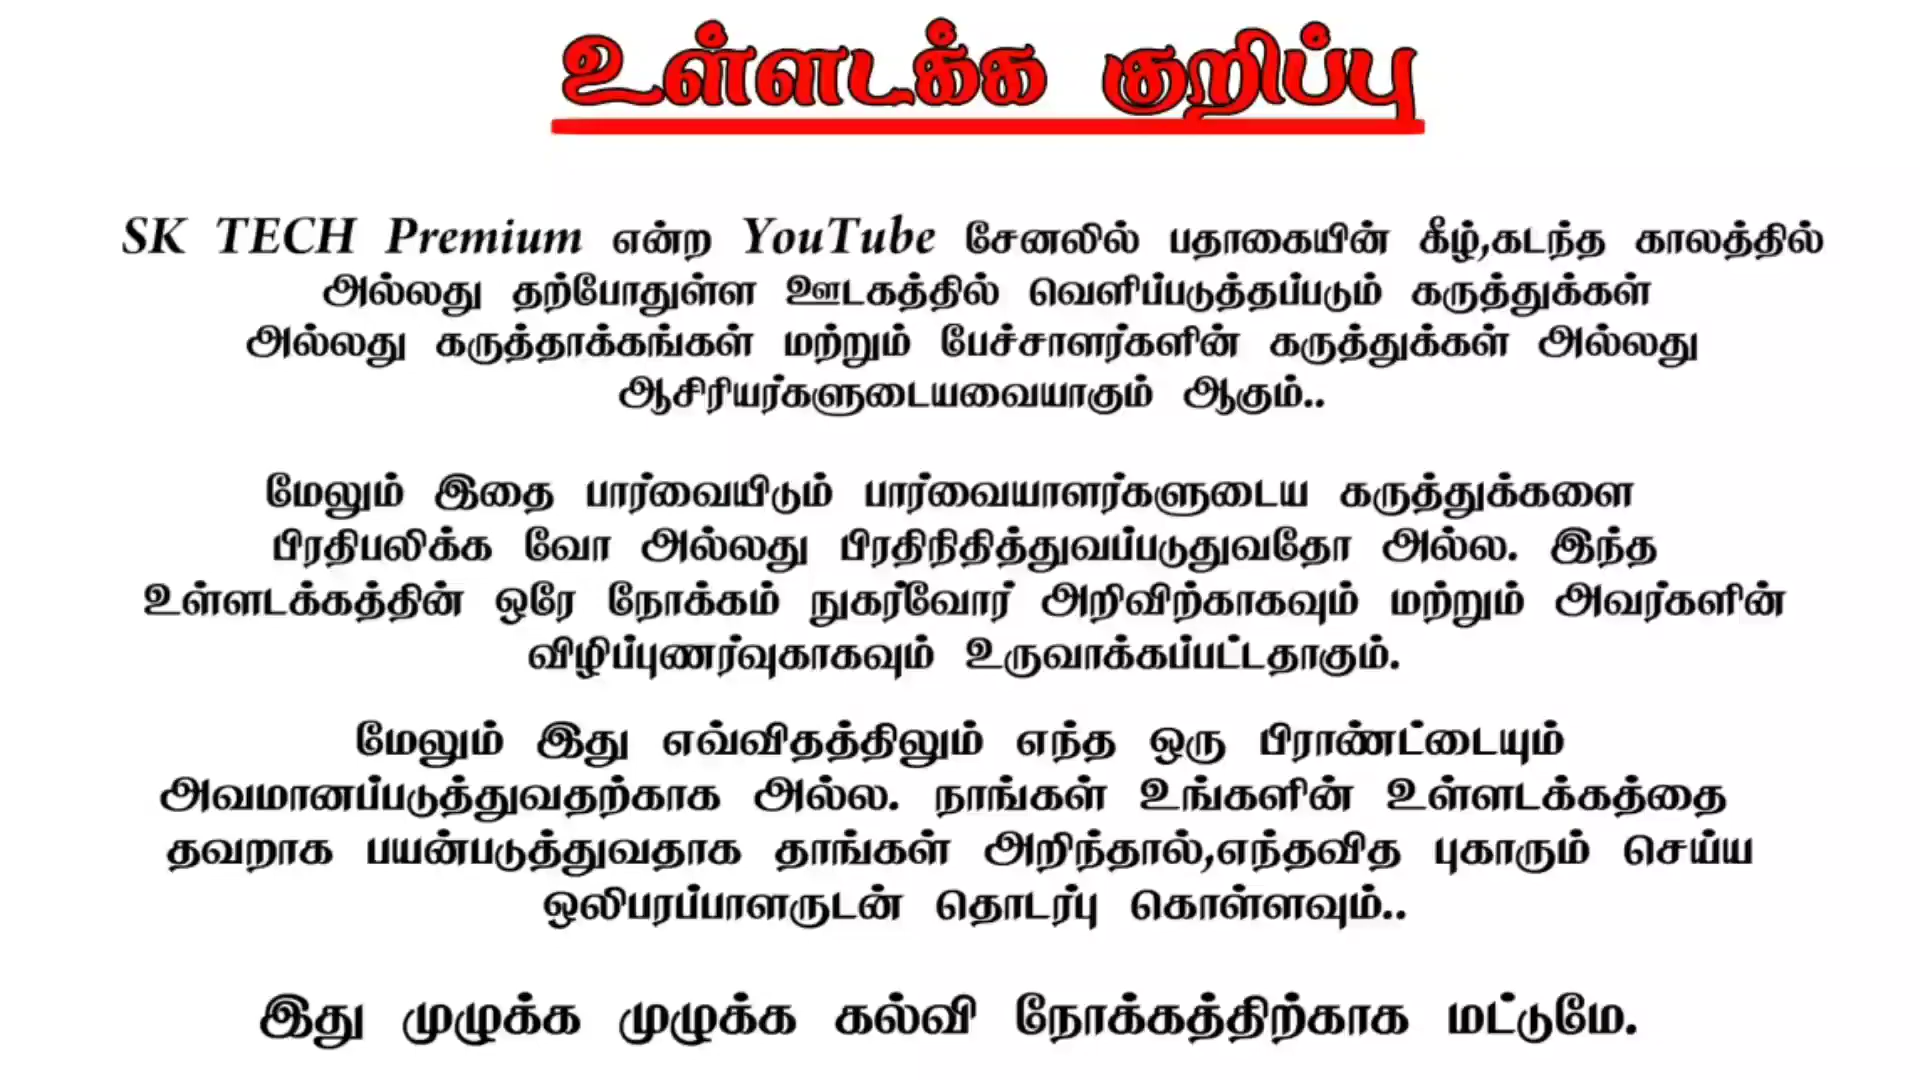 உள்ளடக்க குறிப்பு
SK TECH Premium என்ற YouTube சேனலில் பதாகையின் கீழ்,கடந்த காலத்தில்
அல்லது தற்போதுள்ள ஊடகத்தில் வெளிப்படுத்தப்படும் கருத்துக்கள்
அல்லது கருத்தாக்கங்கள் மற்றும் பேச்சாளர்களின் கருத்துக்கள் அல்லது
ஆசிரியர்களுடையவையாகும் ஆகும்..
மேலும் இதை பார்வையிடும் பார்வையாளர்களுடைய கருத்துக்களை
பிரதிபலிக்க வோ அல்லது பிரதிநிதித்துவப்படுதுவதோ அல்ல. இந்த
உள்ளடக்கத்தின் ஒரே நோக்கம் நுகர்வோர் அறிவிற்காகவும் மற்றும் அவர்களின்
விழிப்புணர்வுகாகவும் உருவாக்கப்பட்டதாகும்.
மேலும் இது எவ்விதத்திலும் எந்த ஒரு பிராண்ட்டையும்
அவமானப்படுத்துவதற்காக அல்ல. நாங்கள் உங்களின் உள்ளடக்கத்தை
தவறாக பயன்படுத்துவதாக தாங்கள் அறிந்தால்,எந்தவித புகாரும் செய்ய
ஒலிபரப்பாளருடன் தொடர்பு கொள்ளவும்..
இது முழுக்க முழுக்க கல்வி நோக்கத்திற்காக மட்டுமே.